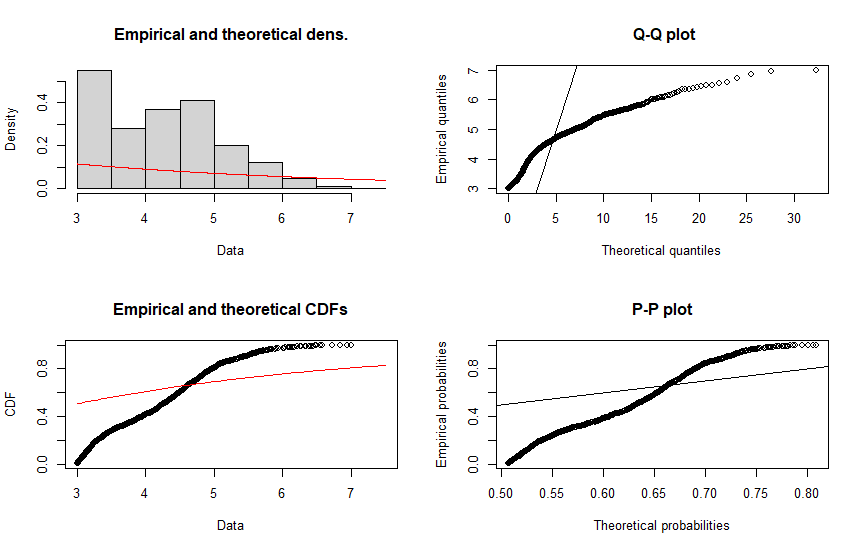 Empirical and theoretical dens.
Density
0.0 0.2 0.4
3 4 5 6 7
Data
Q-Q plot
Empirical quantiles
3 4 5 6 7
0 5 10 15 20 25 30
Theoretical quantiles
Empirical and theoretical CDFs
CDF
0.0 0.4 0.8
3 4 5 6 7
Data
P-P plot
Empirical probabilities
0.0 0.4 0.8
0.50 0.55 0.60 0.65 0.70 0.75 0.80
Theoretical probabilities